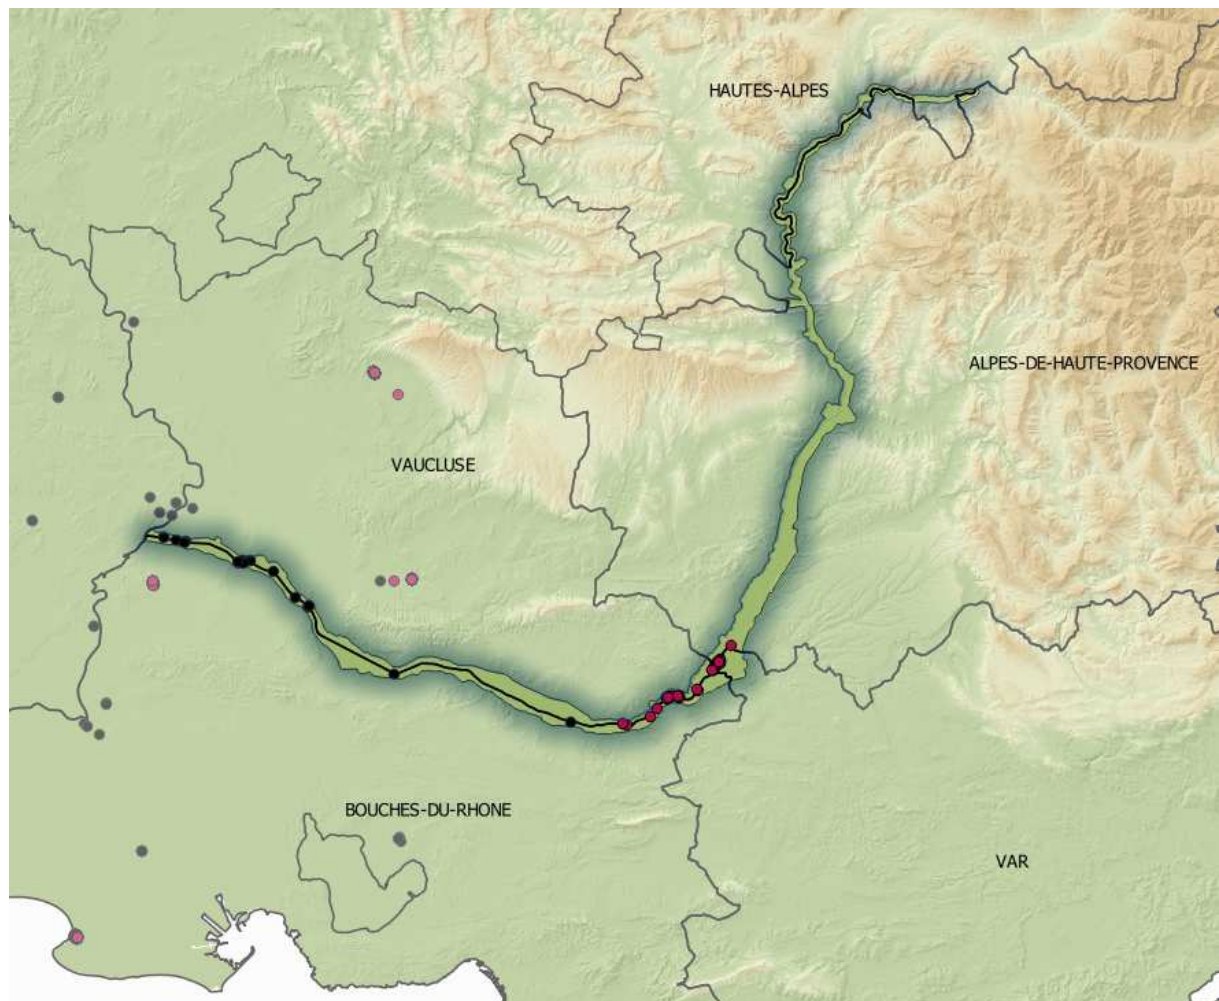 HAUTES-ALPES
ALPES-DE-HAUTE-PROVENCE
VAUCLUSE
BOUCHES-DU-RHONE
VAR